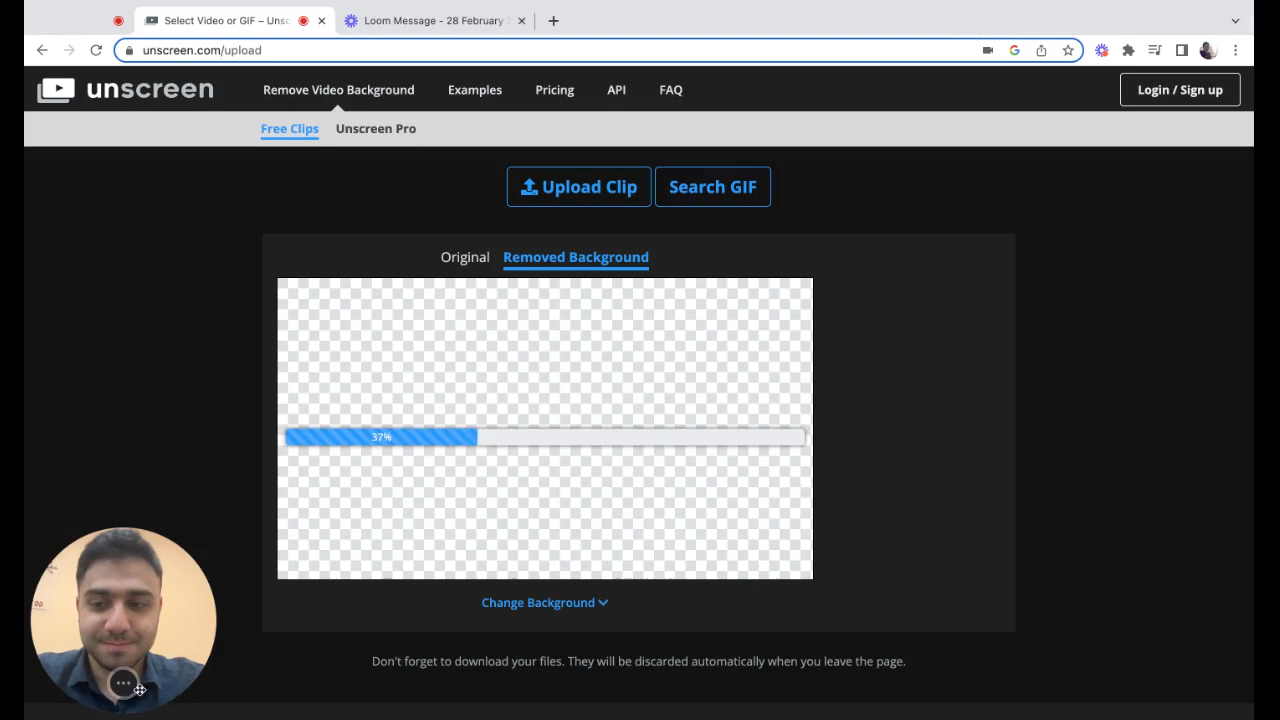 Select Video or GIF – Unsc
Loom Message - 28 February
unscreen.com/upload
unscreen
Remove Video Background
Examples
Pricing
API
FAQ
Login / Sign up
Free Clips
Unscreen Pro
Upload Clip
Search GIF
Original
Removed Background
37%
Change Background
Don't forget to download your files. They will be discarded automatically when you leave the page.